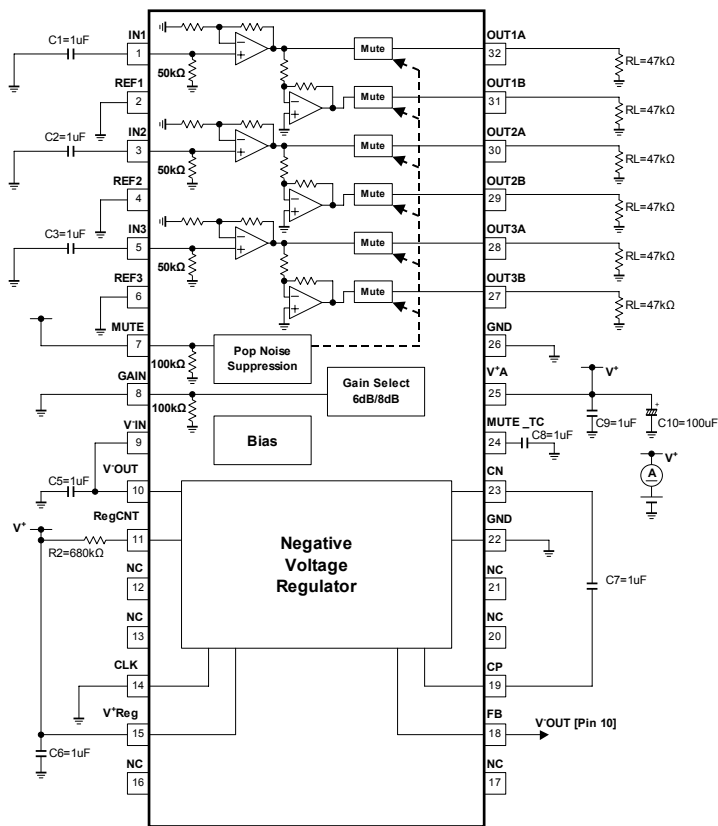 C1=1uF
IN1
1
50kΩ
Mute
OUT1A
32
RL=47kΩ
REF1
2
Mute
OUT1B
31
RL=47kΩ
C2=1uF
IN2
3
50kΩ
Mute
OUT2A
30
RL=47kΩ
REF2
4
Mute
OUT2B
29
RL=47kΩ
C3=1uF
IN3
5
50kΩ
Mute
OUT3A
28
RL=47kΩ
REF3
6
Mute
OUT3B
27
RL=47kΩ
MUTE
7
100kΩ
Pop Noise
Suppression
GND
26
GAIN
8
100kΩ
Gain Select
6dB/8dB
V+A
25
V+
C9=1uF
C10=100uF
V-IN
9
Bias
MUTE _TC
24
C8=1uF
V+
A
C5=1uF
V-OUT
10
CN
23
V+
RegCNT
11
R2=680kΩ
Negative
Voltage
Regulator
GND
22
NC
12
NC
21
C7=1uF
NC
13
NC
20
CLK
14
CP
19
V+Reg
15
C6=1uF
FB
18
V-OUT [Pin 10]
NC
16
NC
17